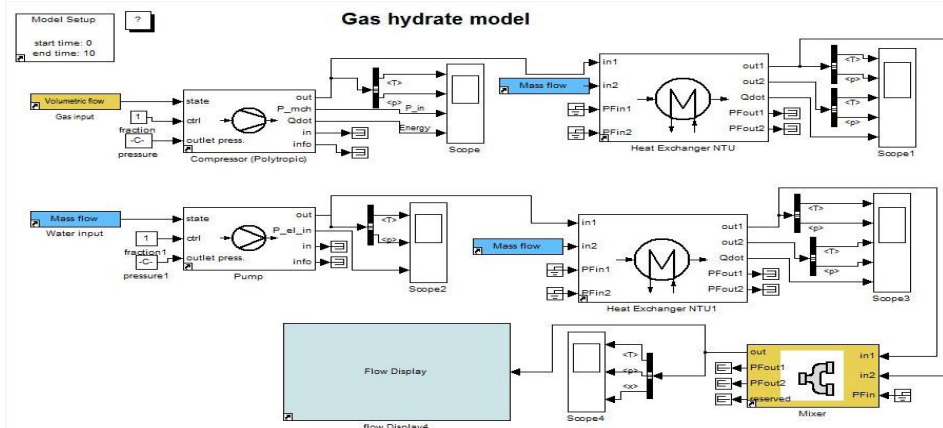 Gas hydrate model
Model Setup
start time: 0
end time: 10
?
Volumetric flow
Gas input
1
fraction
-C-
pressure
state
ctrl
outlet press.
out
P_mch
Qdot
in
info
Compressor (Polytropic)
<T>
<p>
P_in
Energy
Scope
Mass flow
in1
in2
PFin1
PFin2
out1
out2
Qdot
PFout1
PFout2
Heat Exchanger NTU
<T>
<p>
<T>
<p>
Scope1
Mass flow
Water input
1
fraction1
-C-
pressure1
state
ctrl
outlet press.
out
P_el_in
in
info
Pump
<T>
<p>
Scope2
Mass flow
in1
in2
PFin1
PFin2
out1
out2
Qdot
PFout1
PFout2
Heat Exchanger NTU1
<T>
<p>
<T>
<p>
Scope3
Flow Display
flow Display4
<T>
<p>
<x>
Scope4
out
PFout1
PFout2
reserved
in1
in2
PFin
Mixer